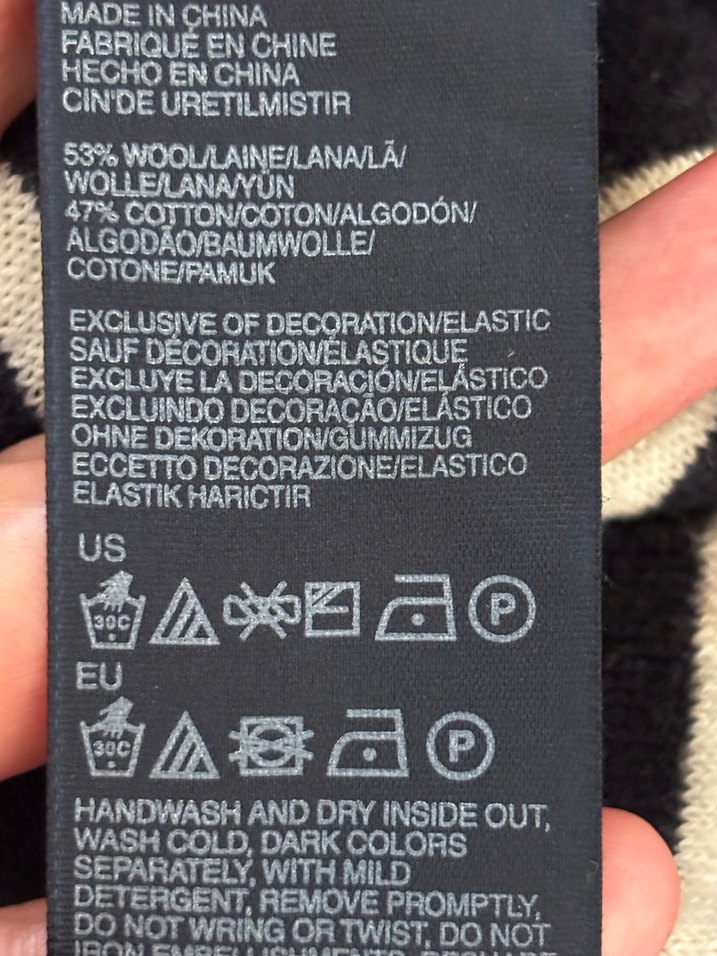 MADE IN CHINA
FABRIQUÉ EN CHINE
HECHO EN CHINA
CIN'DE URETILMISTIR
53% WOOL/LAINE/LANA/LÃ/
WOLLE/LANA/YÜN
47% COTTON/COTON/ALGODÓN/
ALGODÃO/BAUMWOLLE/
COTONE/PAMUK
EXCLUSIVE OF DECORATION/ELASTIC
SAUF DÉCORATION/ÉLASTIQUE
EXCLUYE LA DECORACIÓN/ELÁSTICO
EXCLUINDO DECORAÇÃO/ELÁSTICO
OHNE DEKORATION/GUMMIZUG
ECCETTO DECORAZIONE/ELASTICO
ELASTIK HARICTIR
US
30C P
EU
30C P
HANDWASH AND DRY INSIDE OUT,
WASH COLD, DARK COLORS
SEPARATELY, WITH MILD
DETERGENT, REMOVE PROMPTLY,
DO NOT WRING OR TWIST, DO NOT
IRON EMBELLISHMENTS, RESHAPE